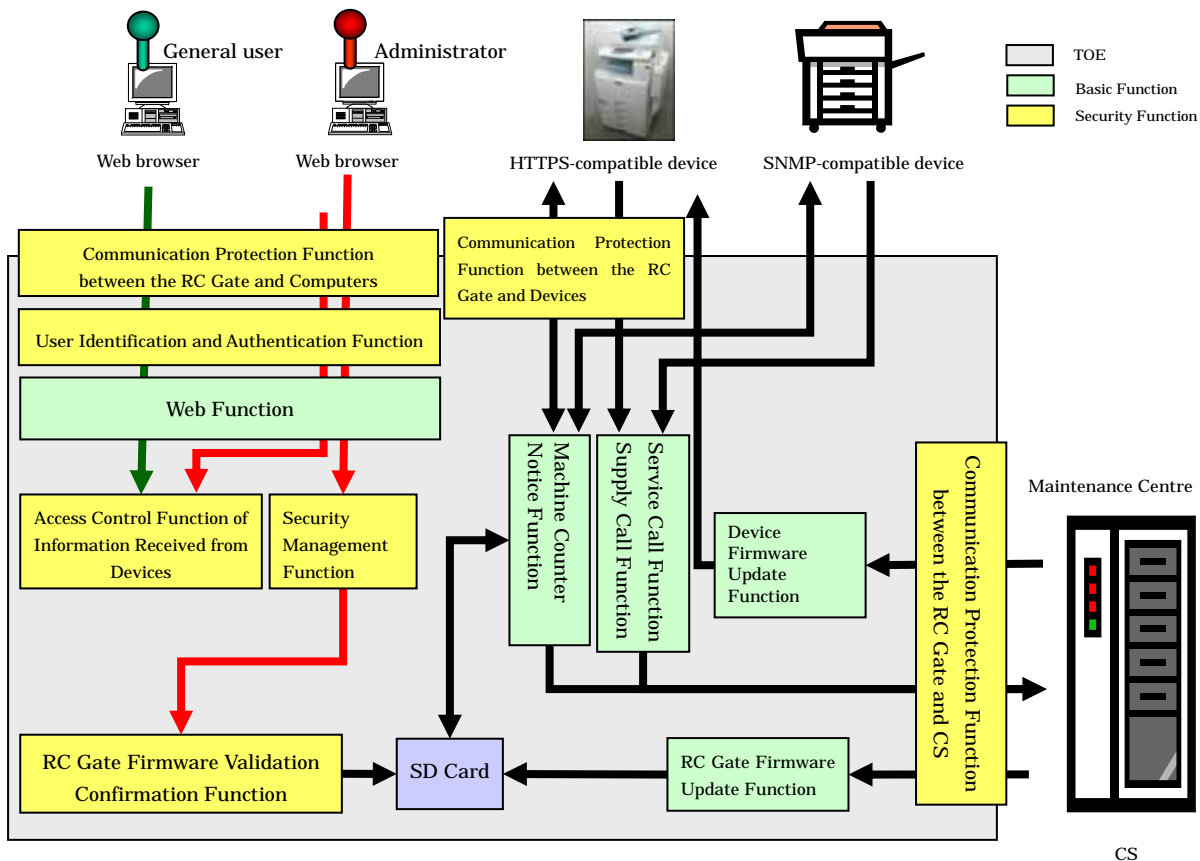 General user
Administrator
TOE
Basic Function
Security Function
Web browser
Web browser
HTTPS-compatible device
SNMP-compatible device
Communication Protection Function
between the RC Gate and Computers
Communication Protection
Function between the RC
Gate and Devices
User Identification and Authentication Function
Web Function
Machine Counter
Notice Function
Service Call Function
Supply Call Function
Communication Protection Function
between the RC Gate and CS
Maintenance Centre
Access Control Function of
Information Received from
Devices
Security
Management
Function
Device
Firmware
Update
Function
RC Gate Firmware Validation
Confirmation Function
SD Card
RC Gate Firmware
Update Function
CS